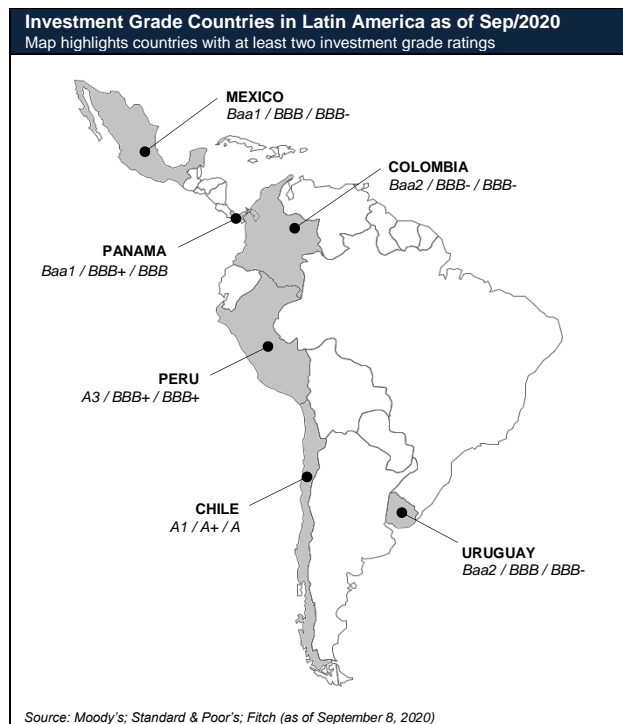 Investment Grade Countries in Latin America as of Sep/2020
Map highlights countries with at least two investment grade ratings
MEXICO
Baa1 / BBB / BBB-
COLOMBIA
Baa2 / BBB- / BBB-
PANAMA
Baa1 / BBB+ / BBB
PERU
A3 / BBB+ / BBB+
CHILE
A1 / A+ / A
URUGUAY
Baa2 / BBB / BBB-
Source: Moody's; Standard & Poor's; Fitch (as of September 8, 2020)